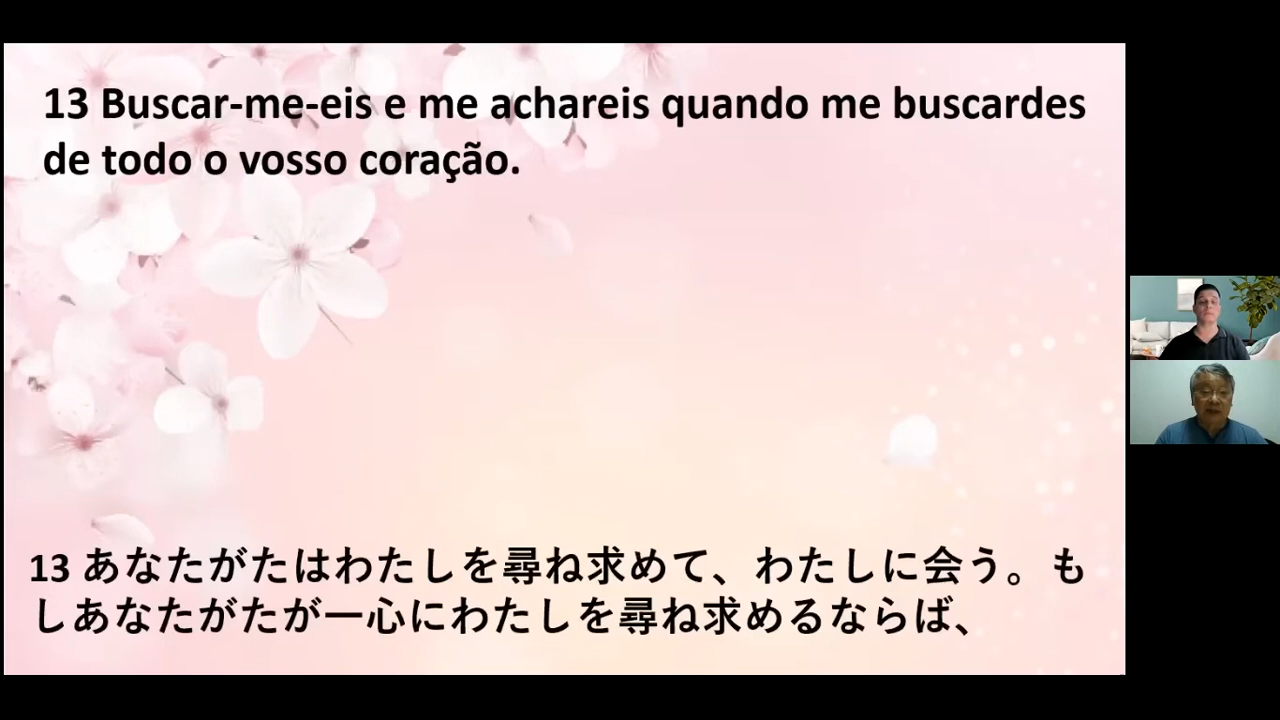 13 Buscar-me-eis e me achareis quando me buscardes
de todo o vosso coração.
13 あなたがたはわたしを尋ね求めて、わたしに会う。も
しあなたがたが一心にわたしを尋ね求めるならば、